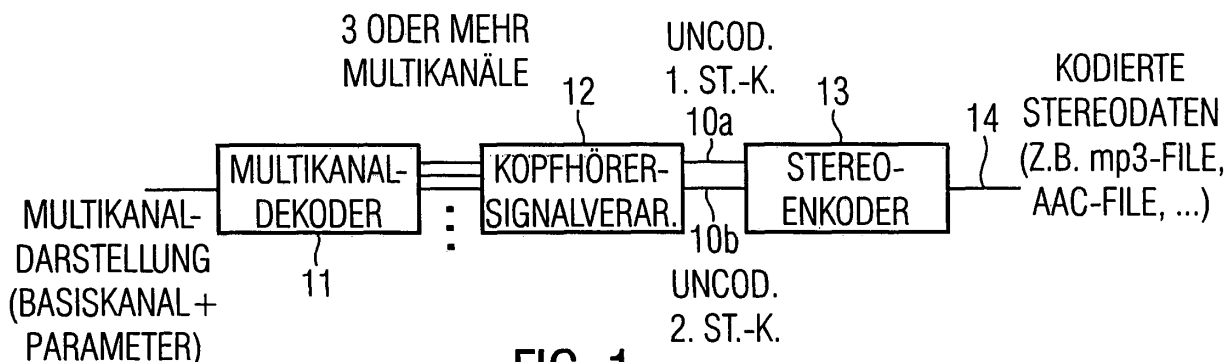 3 ODER MEHR
MULTIKANÄLE
UNCOD.
1. ST.-K.
KODIERTE
STEREODATEN
(Z.B. mp3-FILE,
AAC-FILE, ...)
12
10a
13
14
MULTIKANAL-
DEKODER
KOPFHÖRER-
SIGNALVERAR.
STEREO-
ENKODER
MULTIKANAL-
DARSTELLUNG
(BASISKANAL+
PARAMETER)
11
10b
UNCOD.
2. ST.-K.
FIG. 1